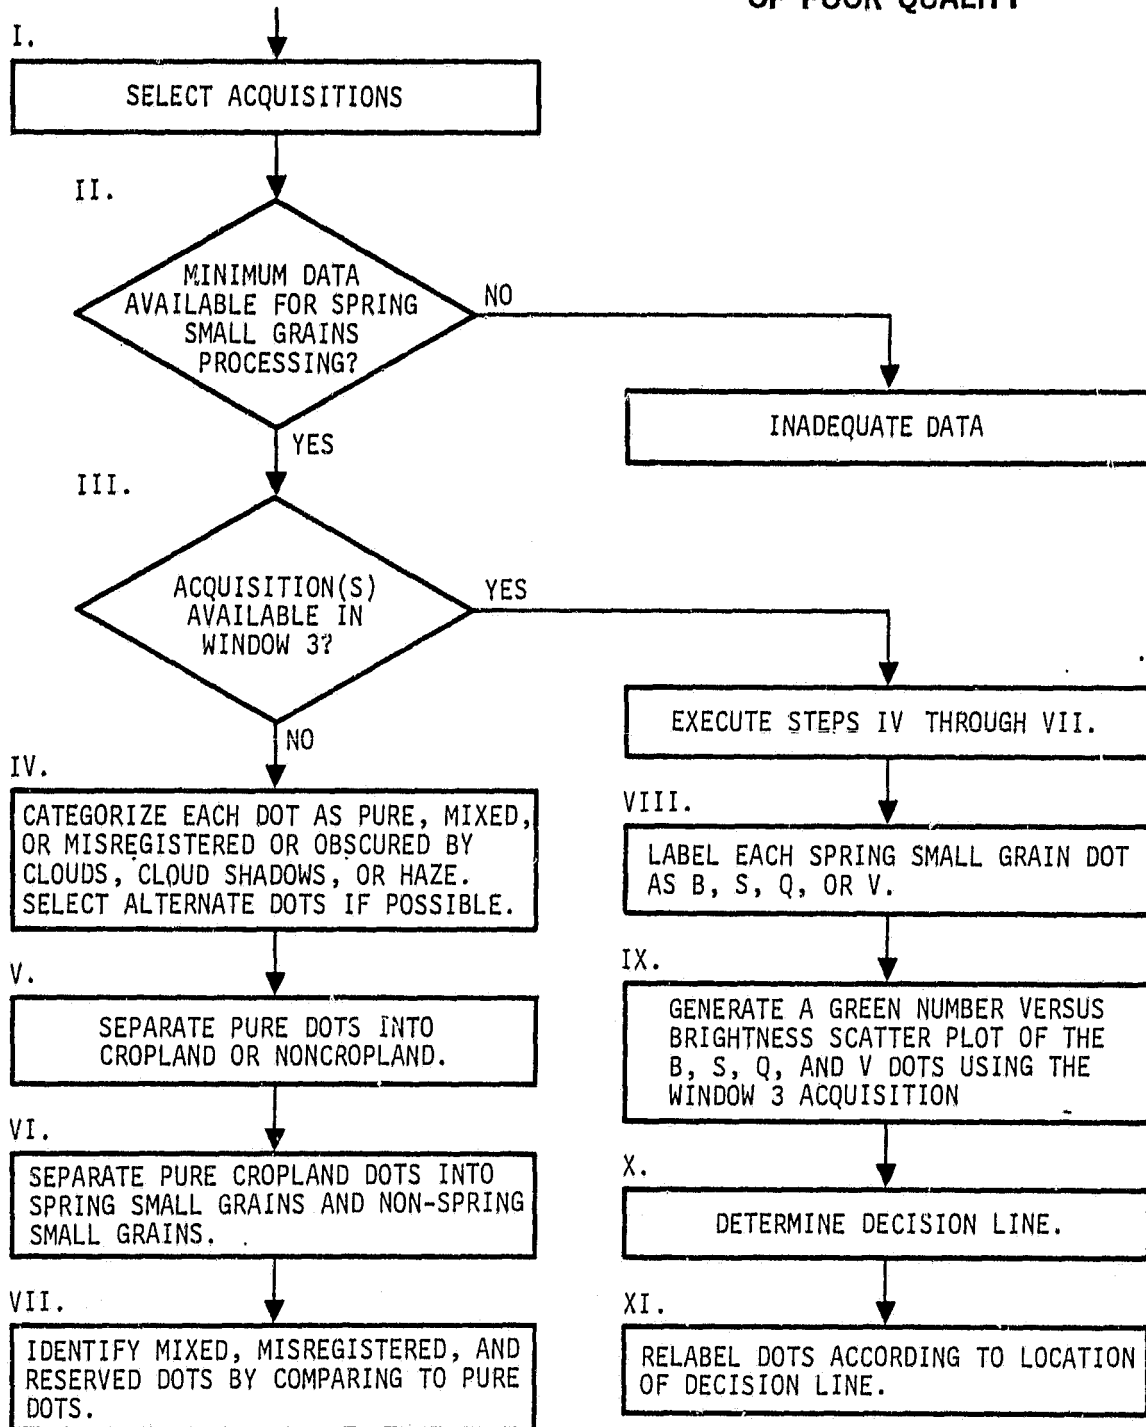 OF POOR QUALITY
I.
SELECT ACQUISITIONS
II.
MINIMUM DATA
AVAILABLE FOR SPRING
SMALL GRAINS
PROCESSING?
NO
INADEQUATE DATA
YES
III.
ACQUISITION(S)
AVAILABLE IN
WINDOW 3?
YES
EXECUTE STEPS IV THROUGH VII.
NO
IV.
CATEGORIZE EACH DOT AS PURE, MIXED,
OR MISREGISTERED OR OBSCURED BY
CLOUDS, CLOUD SHADOWS, OR HAZE.
SELECT ALTERNATE DOTS IF POSSIBLE.
V.
SEPARATE PURE DOTS INTO
CROPLAND OR NONCROPLAND.
VI.
SEPARATE PURE CROPLAND DOTS INTO
SPRING SMALL GRAINS AND NON-SPRING
SMALL GRAINS.
VII.
IDENTIFY MIXED, MISREGISTERED, AND
RESERVED DOTS BY COMPARING TO PURE
DOTS.
VIII.
LABEL EACH SPRING SMALL GRAIN DOT
AS B, S, Q, OR V.
IX.
GENERATE A GREEN NUMBER VERSUS
BRIGHTNESS SCATTER PLOT OF THE
B, S, Q, AND V DOTS USING THE
WINDOW 3 ACQUISITION
X.
DETERMINE DECISION LINE.
XI.
RELABEL DOTS ACCORDING TO LOCATION
OF DECISION LINE.